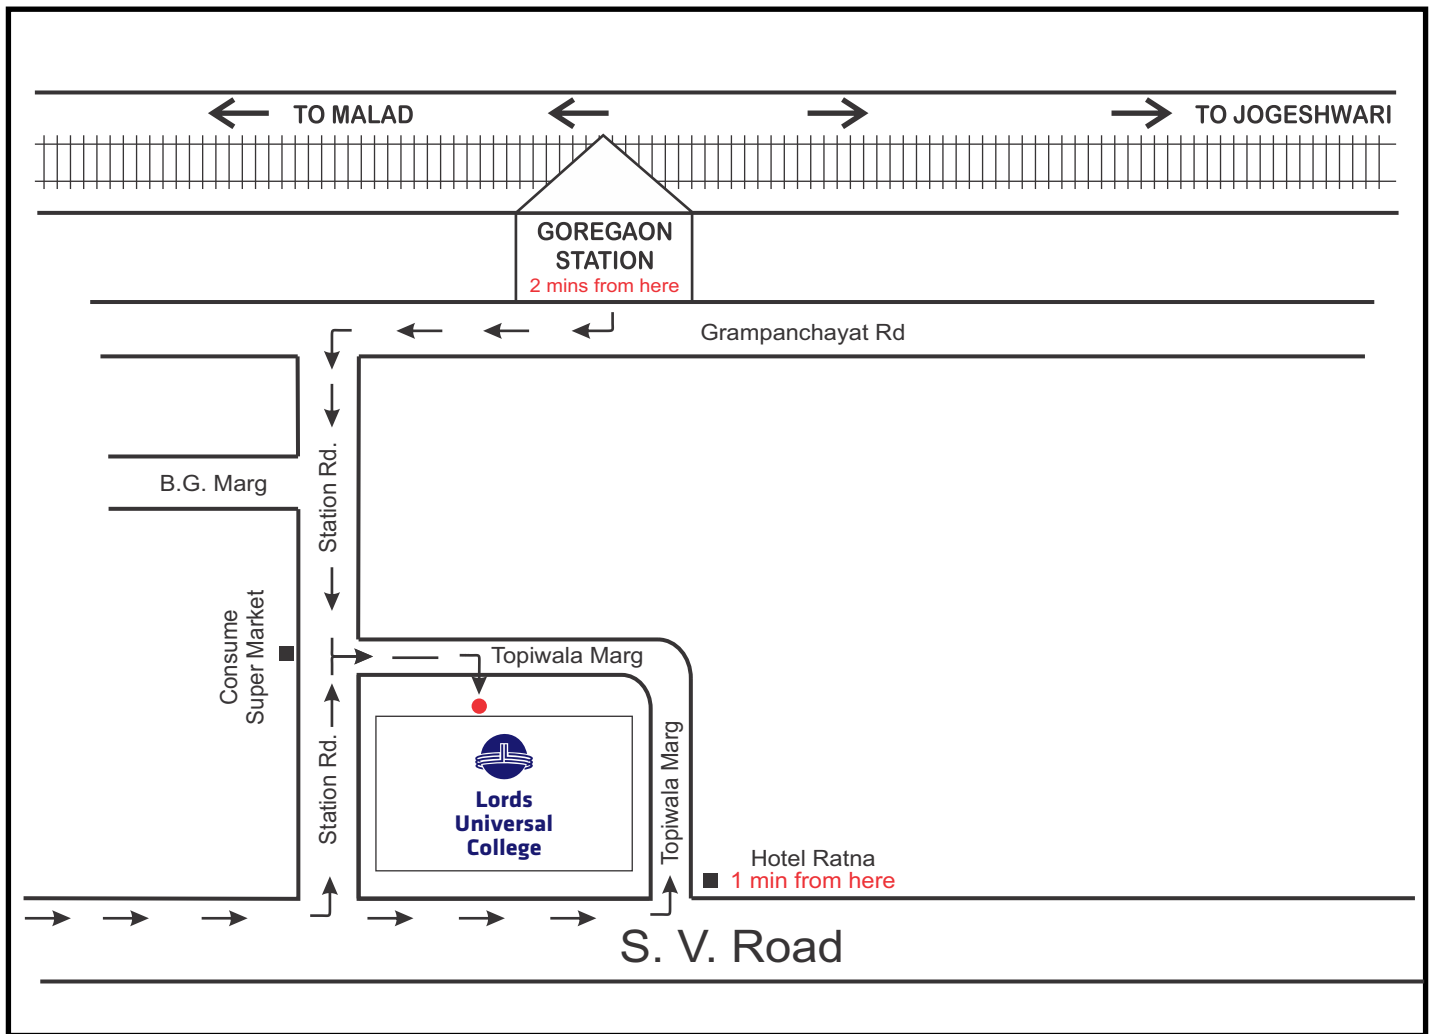 TO MALAD
TO JOGESHWARI
GOREGAON
STATION
2 mins from here
Grampanchayat Rd
B.G. Marg
Station Rd.
Consume
Super Market
Topiwala Marg
Station Rd.
Lords
Universal
College
Topiwala Marg
Hotel Ratna
1 min from here
S. V. Road